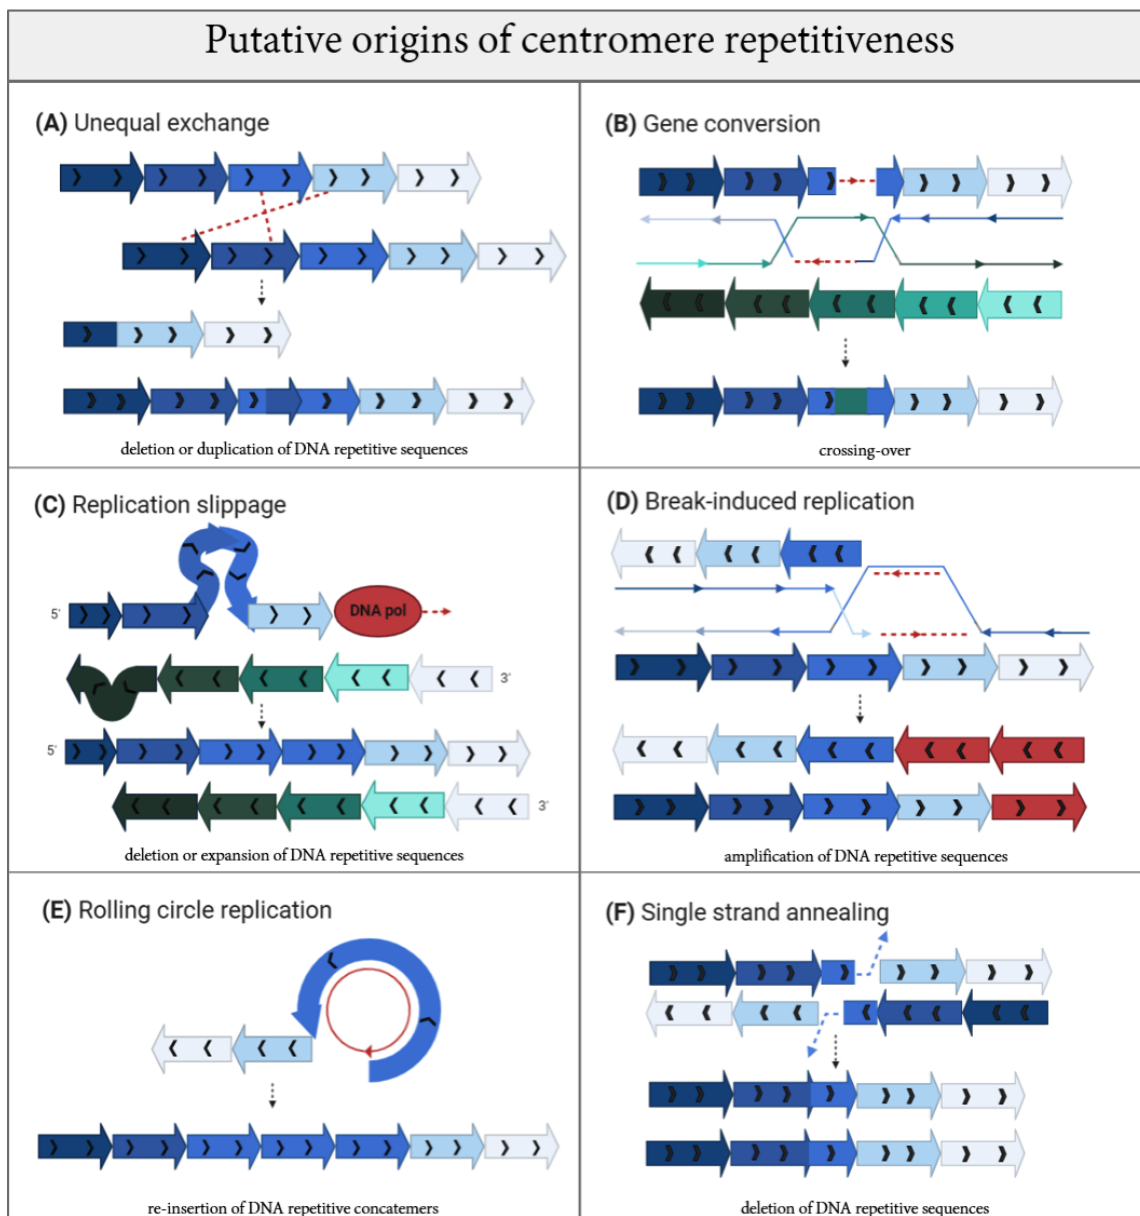 Putative origins of centromere repetitiveness
(A) Unequal exchange
deletion or duplication of DNA repetitive sequences
(B) Gene conversion
crossing-over
(C) Replication slippage
5'
DNA pol
3'
5'
3'
deletion or expansion of DNA repetitive sequences
(D) Break-induced replication
amplification of DNA repetitive sequences
(E) Rolling circle replication
re-insertion of DNA repetitive concatemers
(F) Single strand annealing
deletion of DNA repetitive sequences